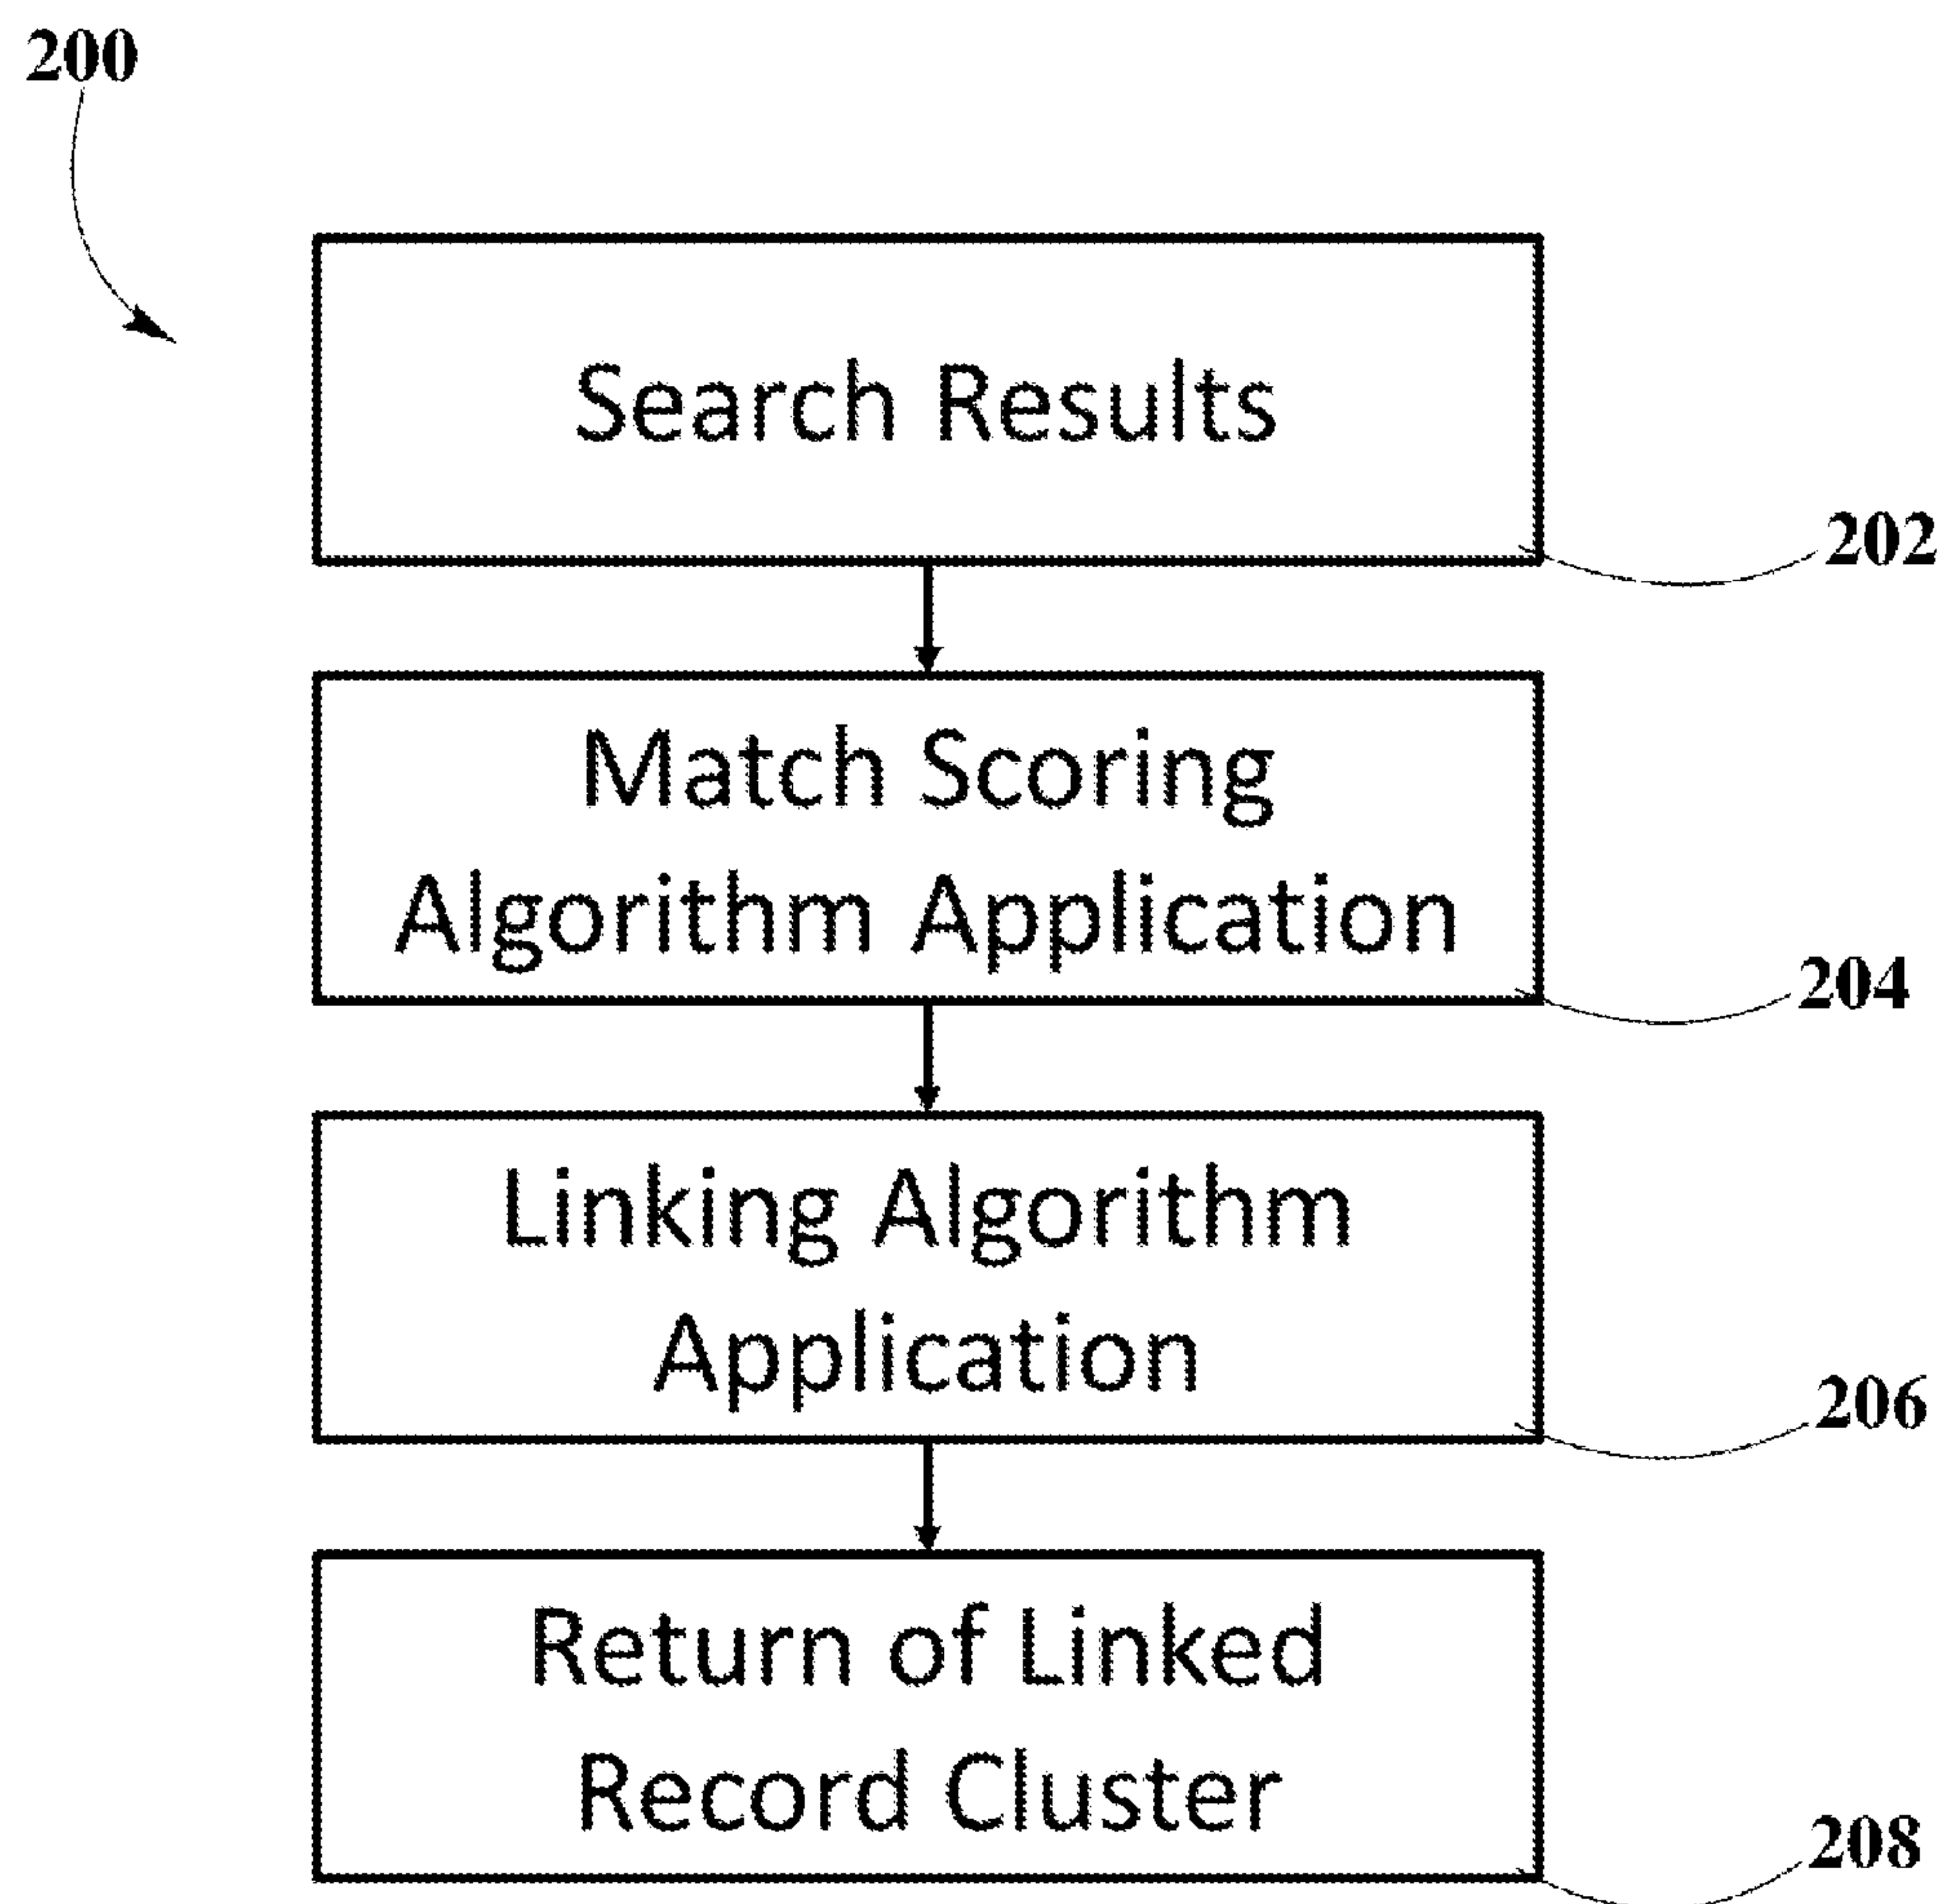 200
Search Results
202
Match Scoring
Algorithm Application
204
Linking Algorithm
Application
206
Return of Linked
Record Cluster
208